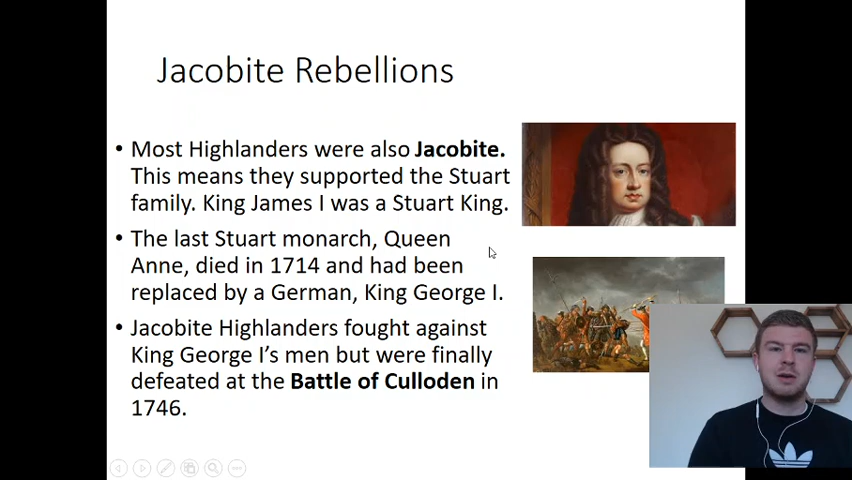 Jacobite Rebellions
• Most Highlanders were also Jacobite.
This means they supported the Stuart
family. King James I was a Stuart King.
• The last Stuart monarch, Queen
Anne, died in 1714 and had been
replaced by a German, King George I.
• Jacobite Highlanders fought against
King George I’s men but were finally
defeated at the Battle of Culloden in
1746.